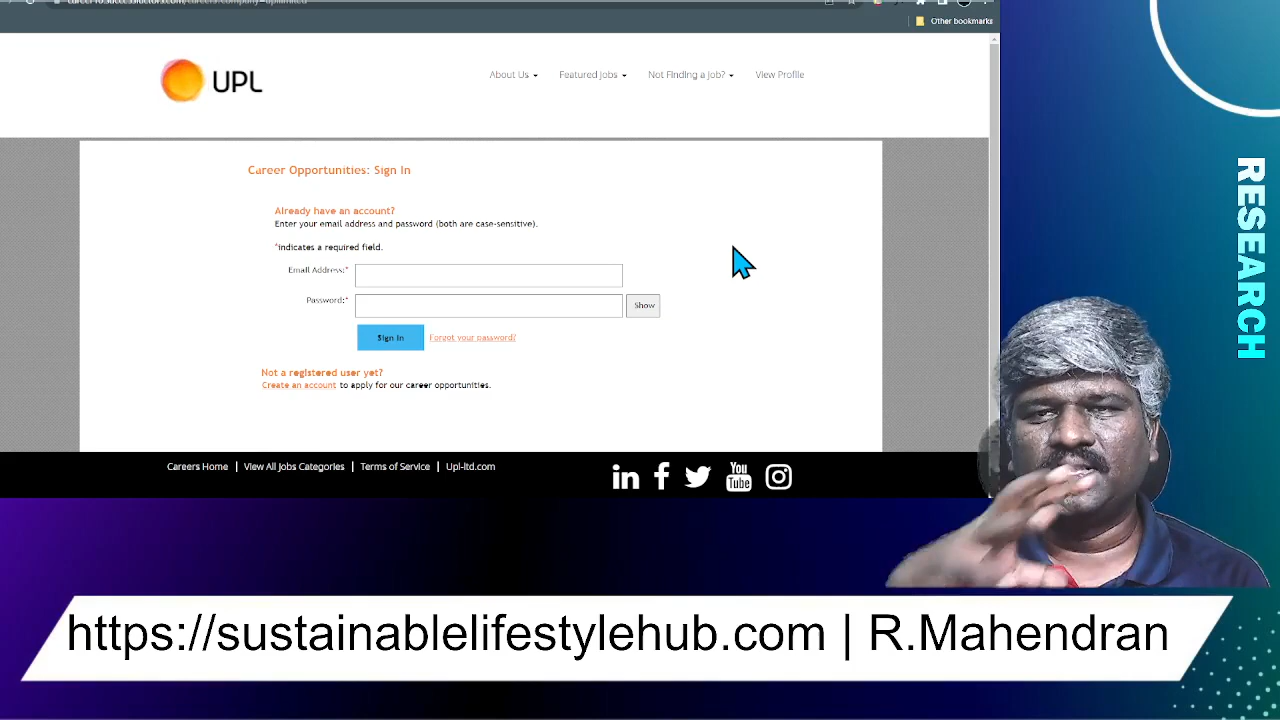 Other bookmarks
UPL
About Us
Featured Jobs
Not Finding a Job?
View Profile
Career Opportunities: Sign In
Already have an account?
Enter your email address and password (both are case-sensitive).
*indicates a required field.
Email Address:*
Password:*
Show
Sign In
Forgot your password?
Not a registered user yet?
Create an account to apply for our career opportunities.
Careers Home | View All Jobs Categories | Terms of Service | Upl-ltd.com
in
You
Tube
RESEARCH
https://sustainablelifestylehub.com | R.Mahendran